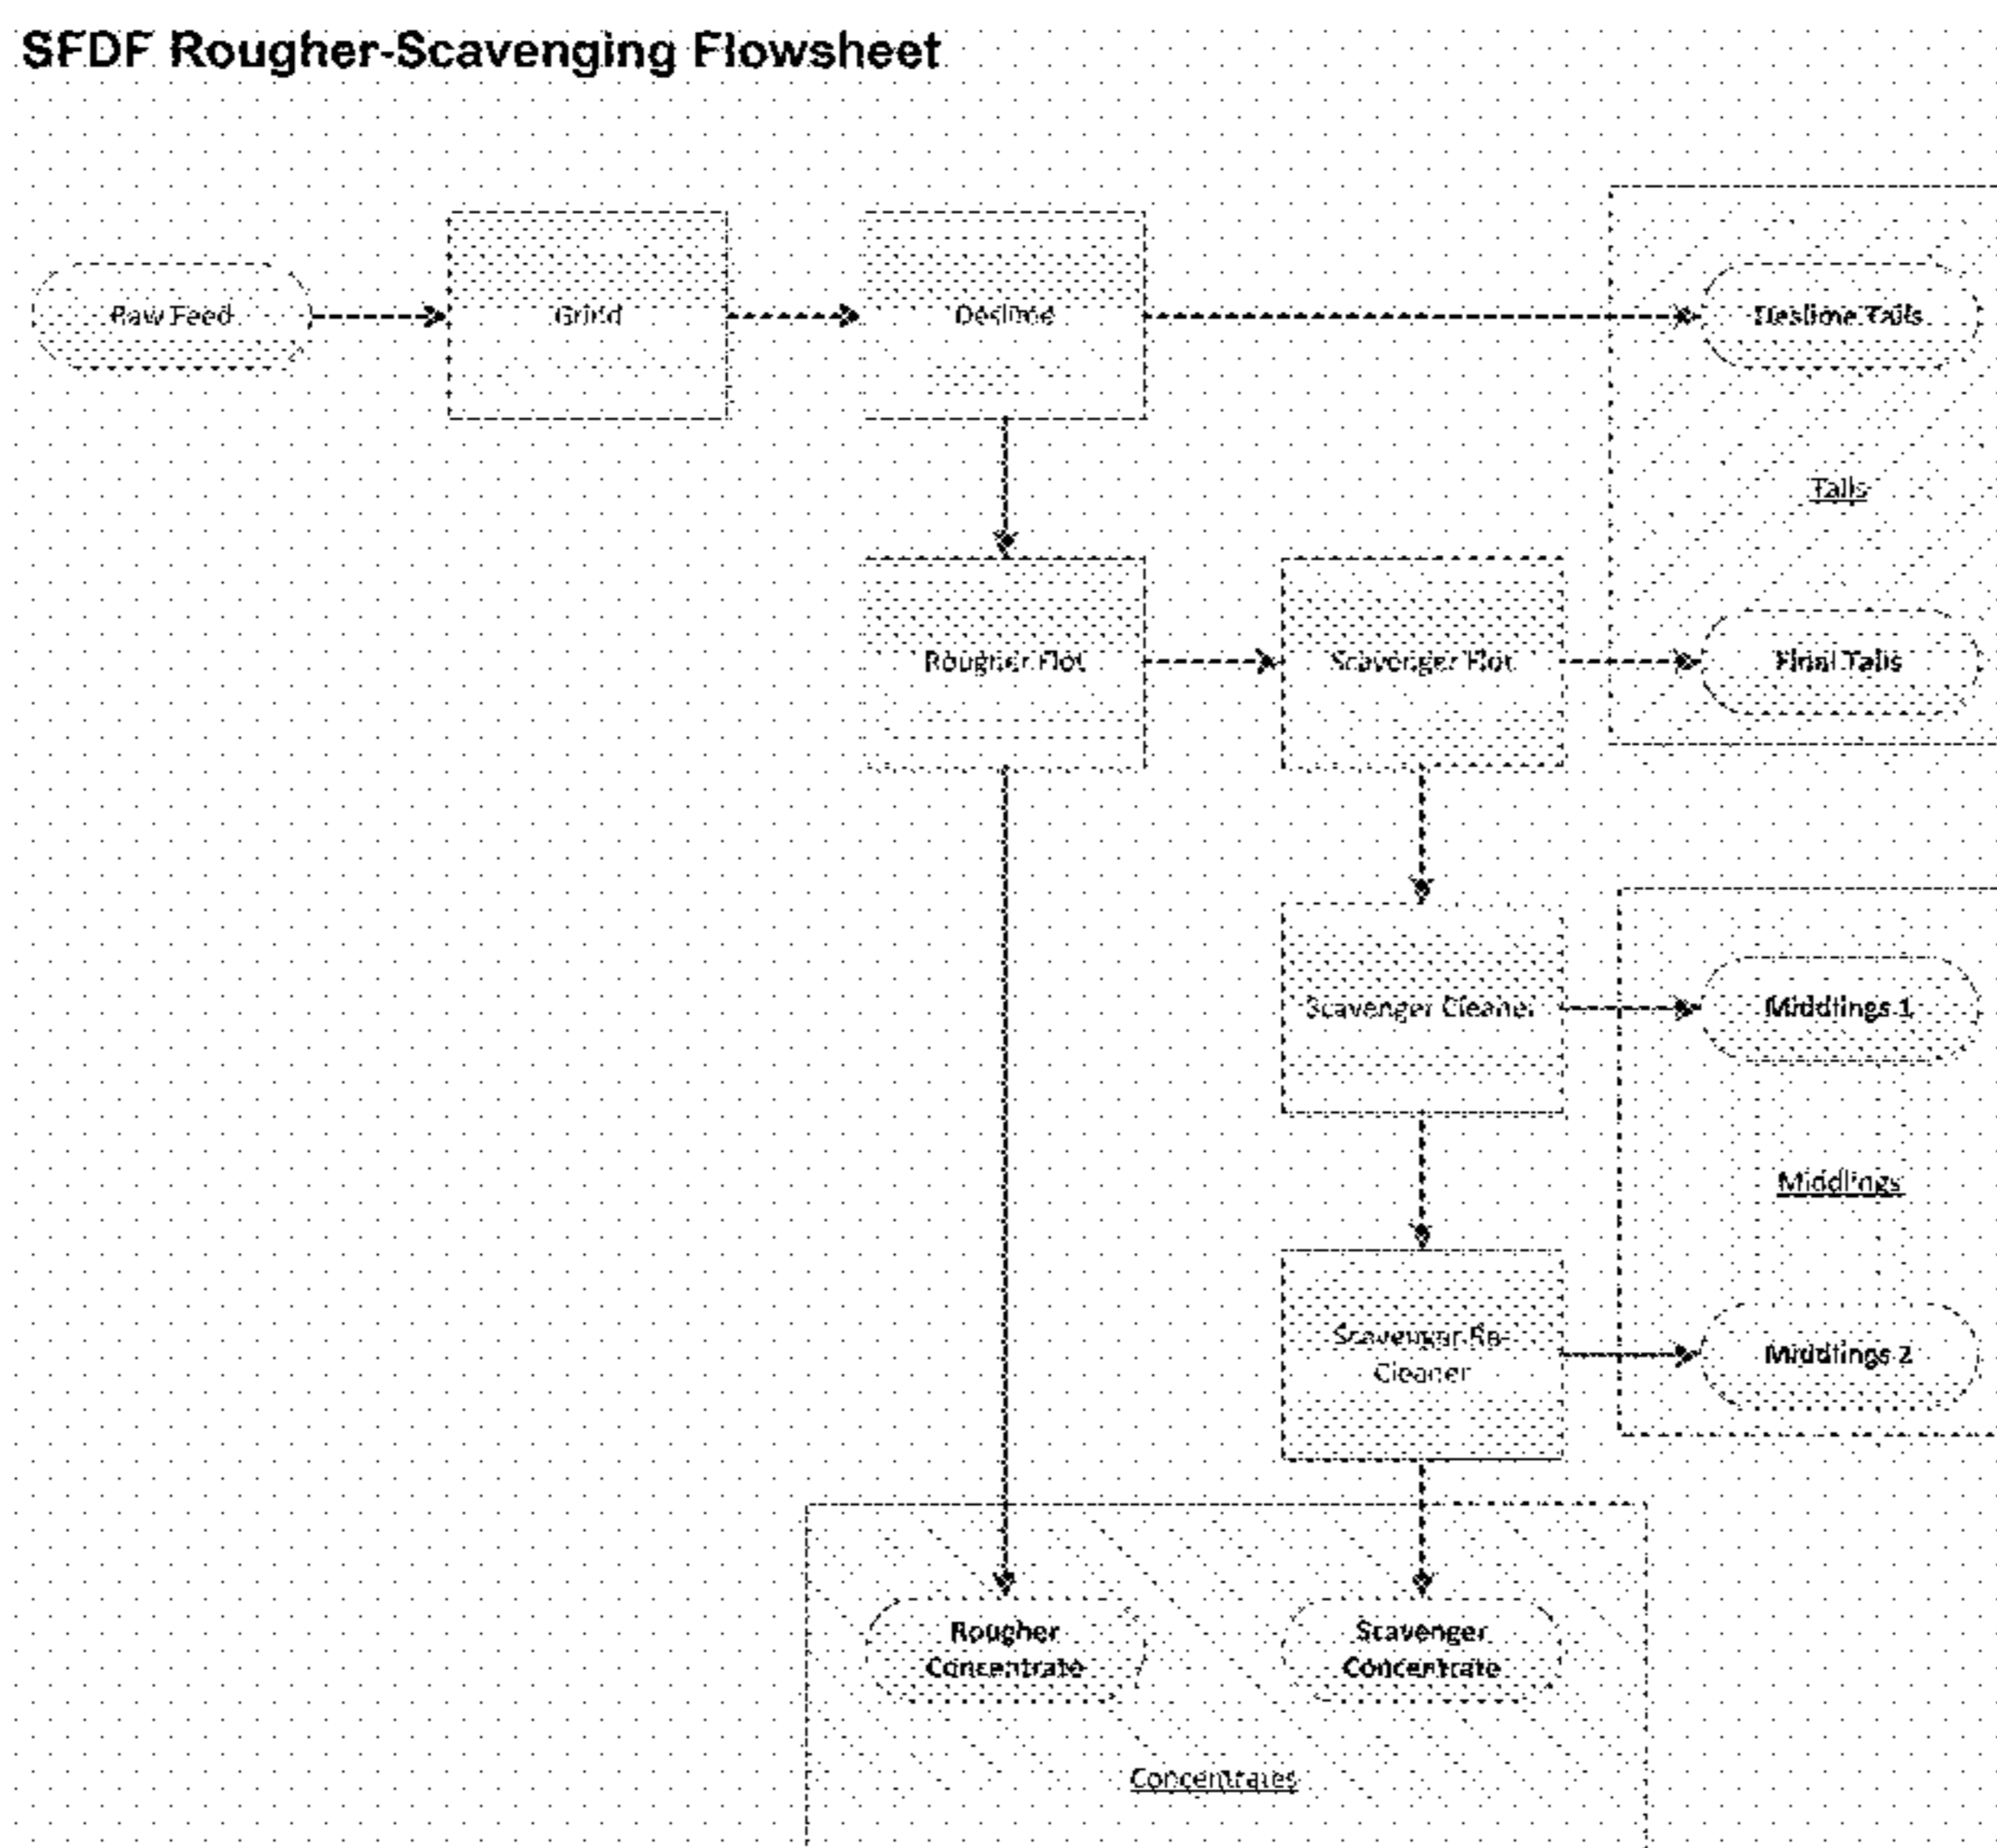 SFDF Rougher-Scavenging Flowsheet
Raw Feed
Grind
Deslime
Deslime Tails
Tails
Rougher Flot
Scavenger Flot
Final Tails
Scavenger Cleaner
Middlings 1
Middlings
Scavenger Re-
Cleaner
Middlings 2
Rougher
Concentrate
Scavenger
Concentrate
Concentrates